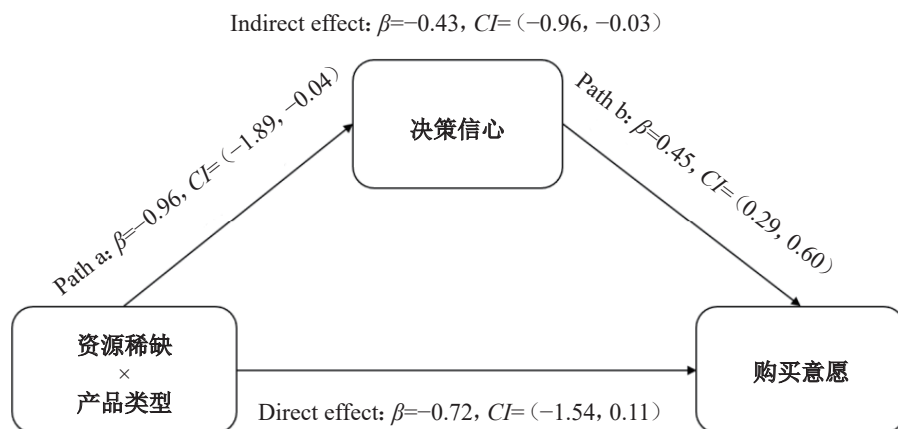 Indirect effect: β=−0.43, CI=(−0.96, −0.03)
Path a: β=−0.96, CI=(−1.89, −0.04)
决策信心
Path b: β=0.45, CI=(0.29, 0.60)
资源稀缺
×
产品类型
购买意愿
Direct effect: β=−0.72, CI=(−1.54, 0.11)